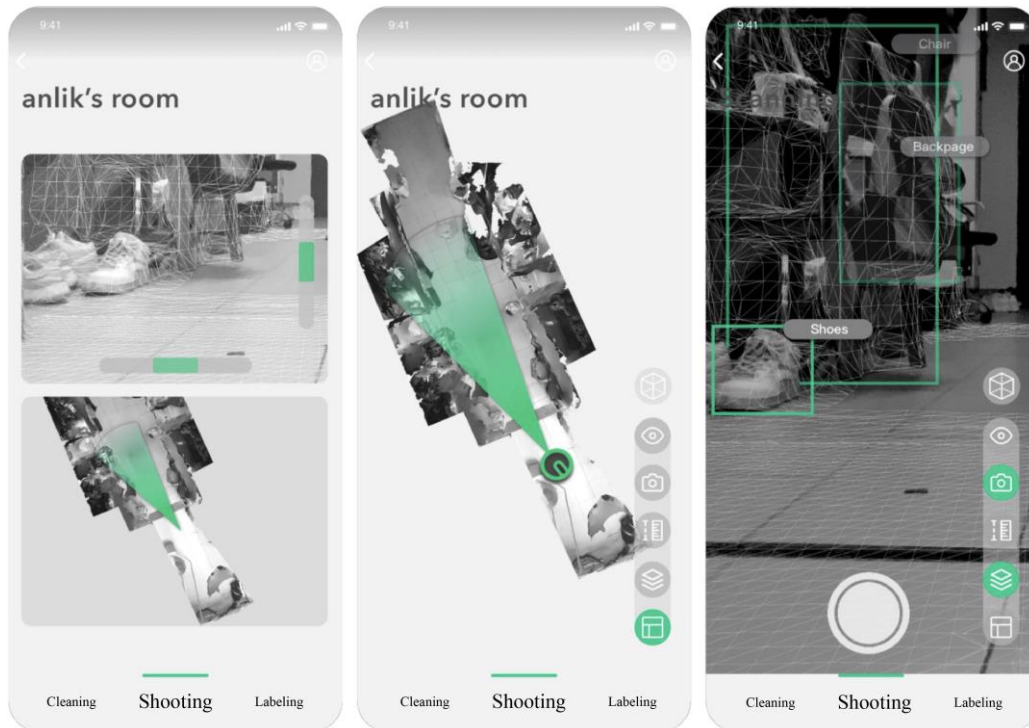 9:41
anlik's room
Cleaning
Shooting
Labeling
9:41
anlik's room
Cleaning
Shooting
Labeling
9:41
Chair
Backpage
Shoes
Cleaning
Shooting
Labeling